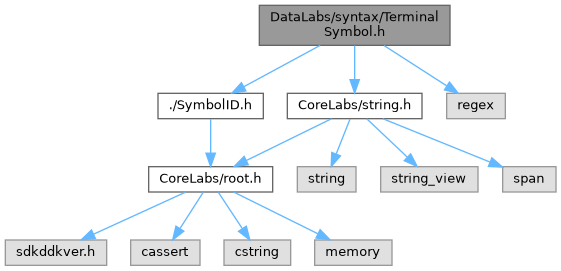 DataLabs/syntax/Terminal
Symbol.h
./SymbolID.h
CoreLabs/string.h
regex
CoreLabs/root.h
string
string_view
span
sdkddkver.h
cassert
cstring
memory